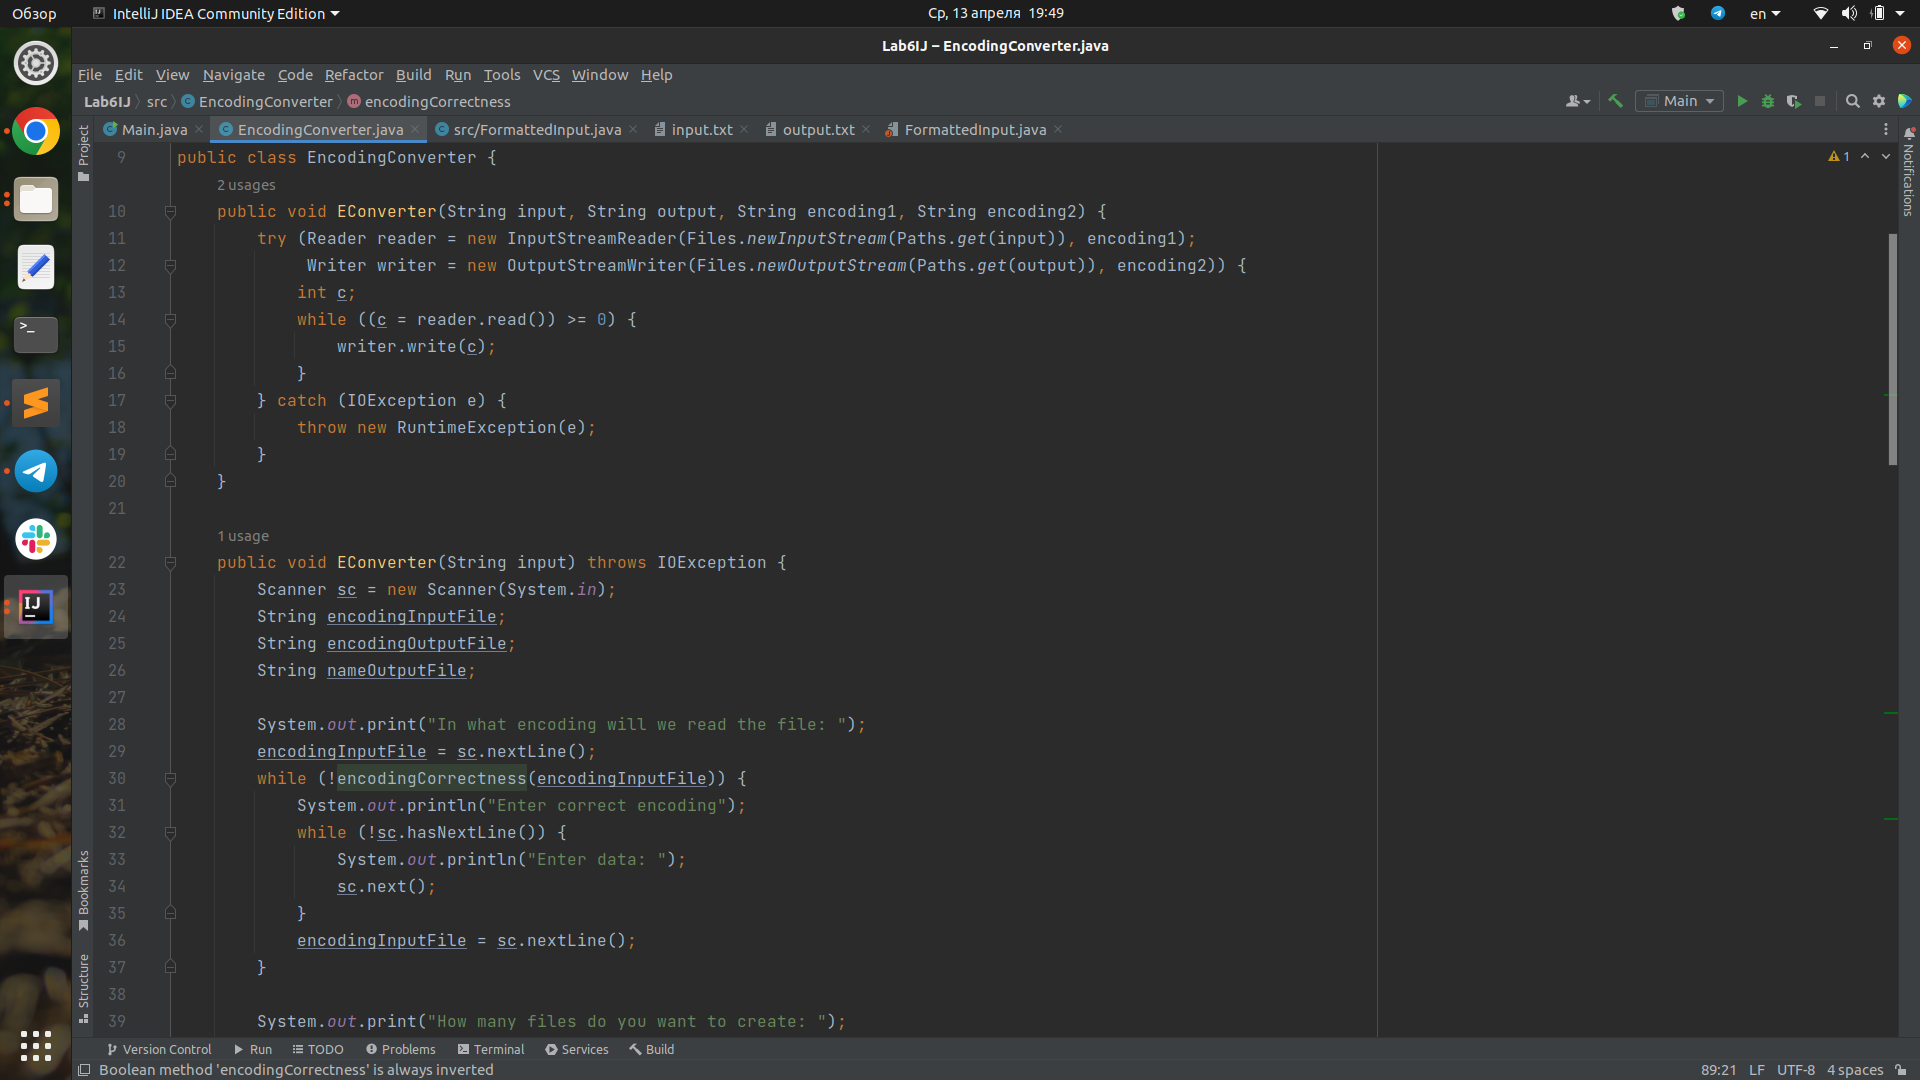 Обзор
IntelliJ IDEA Community Edition
Ср, 13 апреля 19:49
en
Lab6IJ – EncodingConverter.java
File Edit View Navigate Code Refactor Build Run Tools VCS Window Help
Lab6IJ src EncodingConverter encodingCorrectness
Main
Main.java EncodingConverter.java src/FormattedInput.java input.txt output.txt FormattedInput.java
Project
Notifications
1
9 public class EncodingConverter {
2 usages
10 public void EConverter(String input, String output, String encoding1, String encoding2) {
11 try (Reader reader = new InputStreamReader(Files.newInputStream(Paths.get(input)), encoding1);
12 Writer writer = new OutputStreamWriter(Files.newOutputStream(Paths.get(output)), encoding2)) {
13 int c;
14 while ((c = reader.read()) >= 0) {
15 writer.write(c);
16 }
17 } catch (IOException e) {
18 throw new RuntimeException(e);
19 }
20 }
21
1 usage
22 public void EConverter(String input) throws IOException {
23 Scanner sc = new Scanner(System.in);
24 String encodingInputFile;
25 String encodingOutputFile;
26 String nameOutputFile;
27
28 System.out.print("In what encoding will we read the file: ");
29 encodingInputFile = sc.nextLine();
30 while (!encodingCorrectness(encodingInputFile)) {
31 System.out.println("Enter correct encoding");
32 while (!sc.hasNextLine()) {
33 System.out.println("Enter data: ");
34 sc.next();
35 }
36 encodingInputFile = sc.nextLine();
37 }
38
39 System.out.print("How many files do you want to create: ");
Bookmarks
Structure
Version Control Run TODO Problems Terminal Services Build
Boolean method 'encodingCorrectness' is always inverted
89:21 LF UTF-8 4 spaces